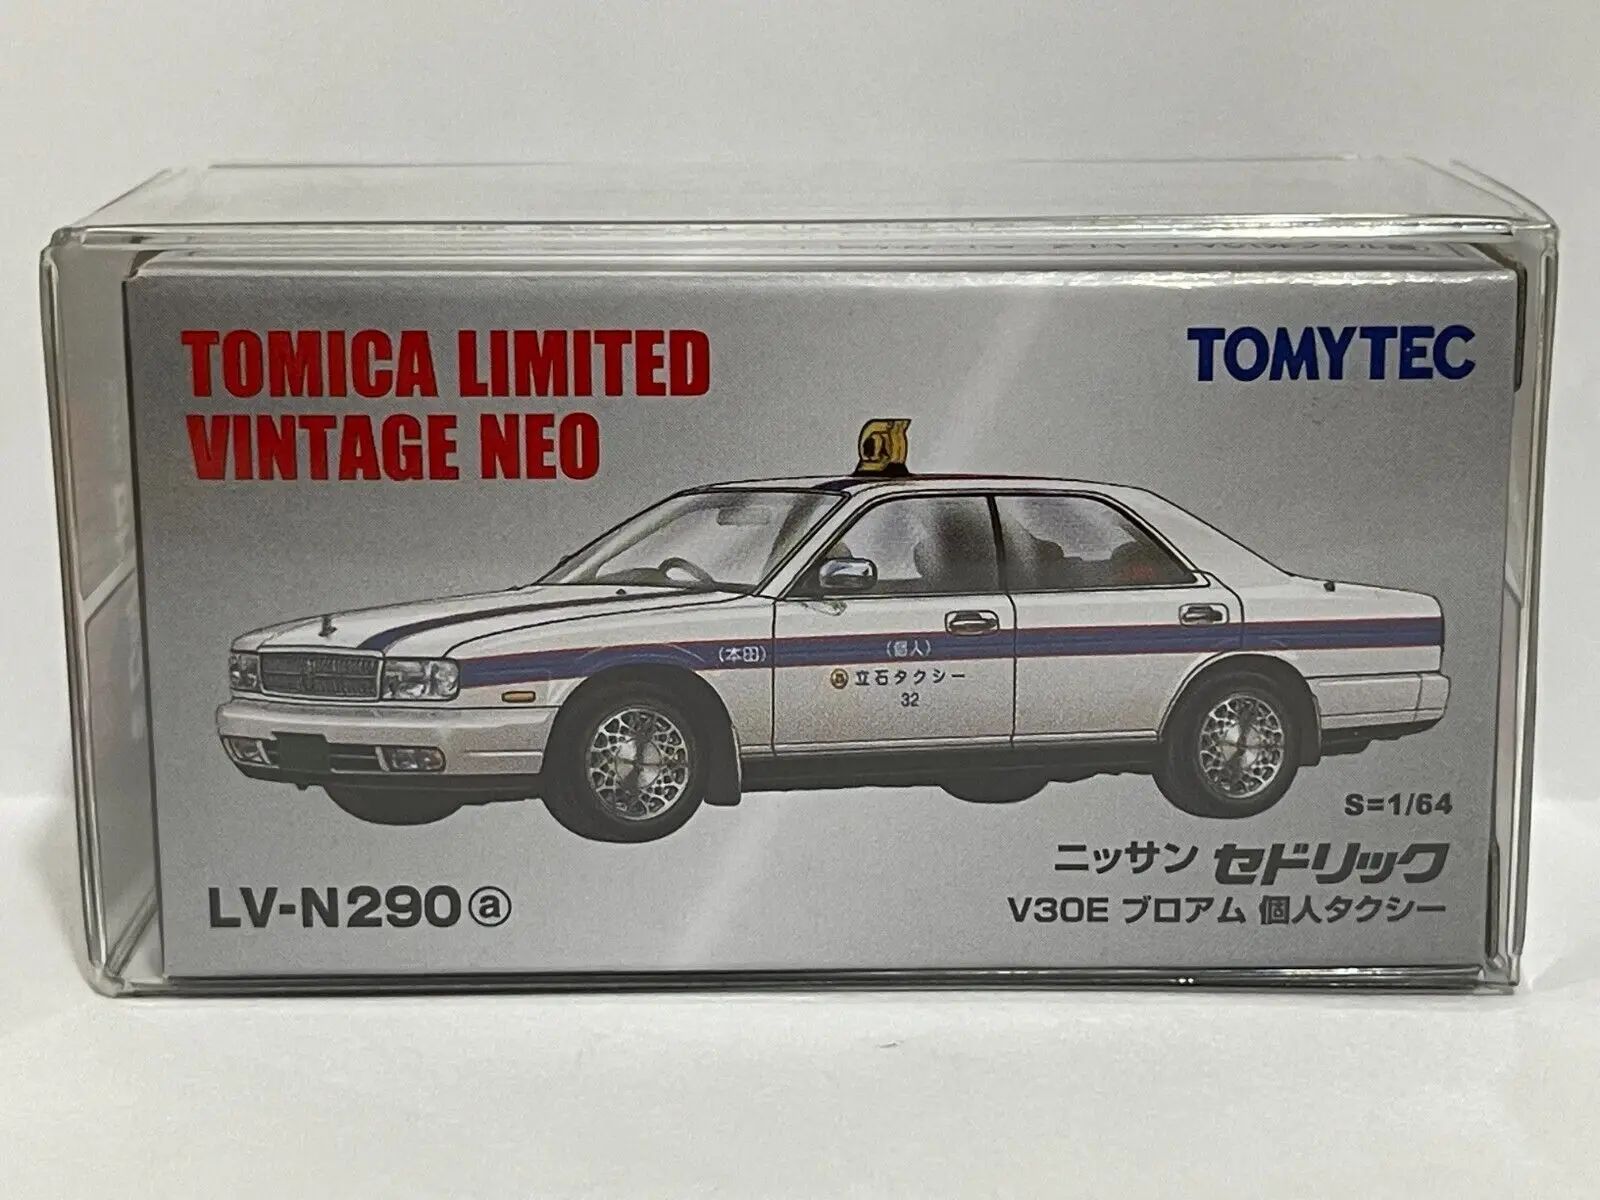 TOMICA LIMITED
VINTAGE NEO
TOMYTEC
(本田)
(個人)
立石タクシー
32
S=1/64
ニッサン セドリック
V30E ブロアム 個人タクシー
LV-N290ⓐ